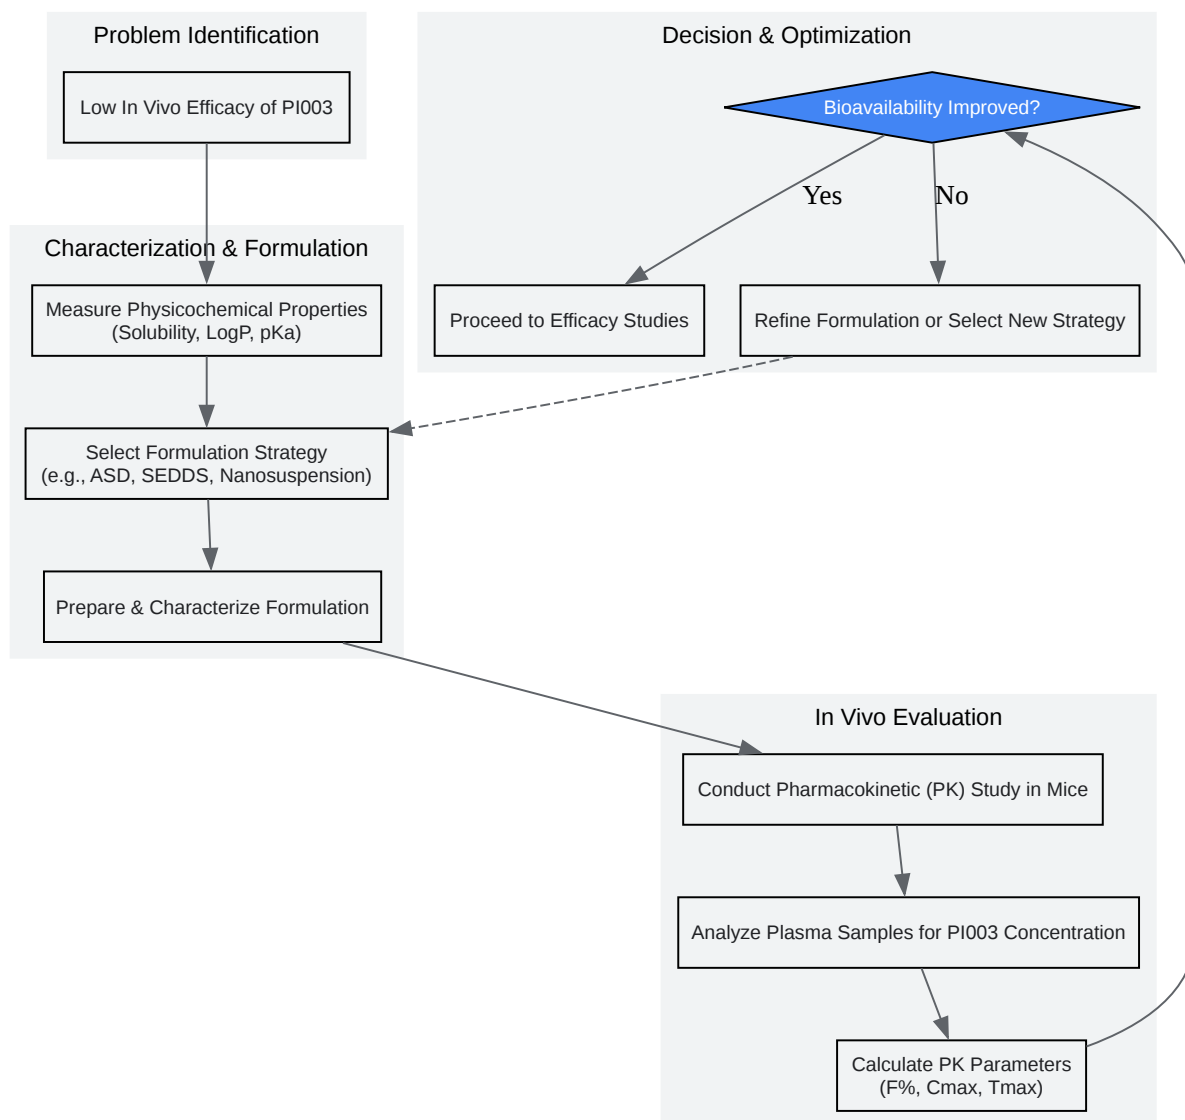 Problem Identification
Low In Vivo Efficacy of PI003
Decision & Optimization
Bioavailability Improved?
Yes
No
Proceed to Efficacy Studies
Refine Formulation or Select New Strategy
Characterization & Formulation
Measure Physicochemical Properties
(Solubility, LogP, pKa)
Select Formulation Strategy
(e.g., ASD, SEDDS, Nanosuspension)
Prepare & Characterize Formulation
In Vivo Evaluation
Conduct Pharmacokinetic (PK) Study in Mice
Analyze Plasma Samples for PI003 Concentration
Calculate PK Parameters
(F%, Cmax, Tmax)